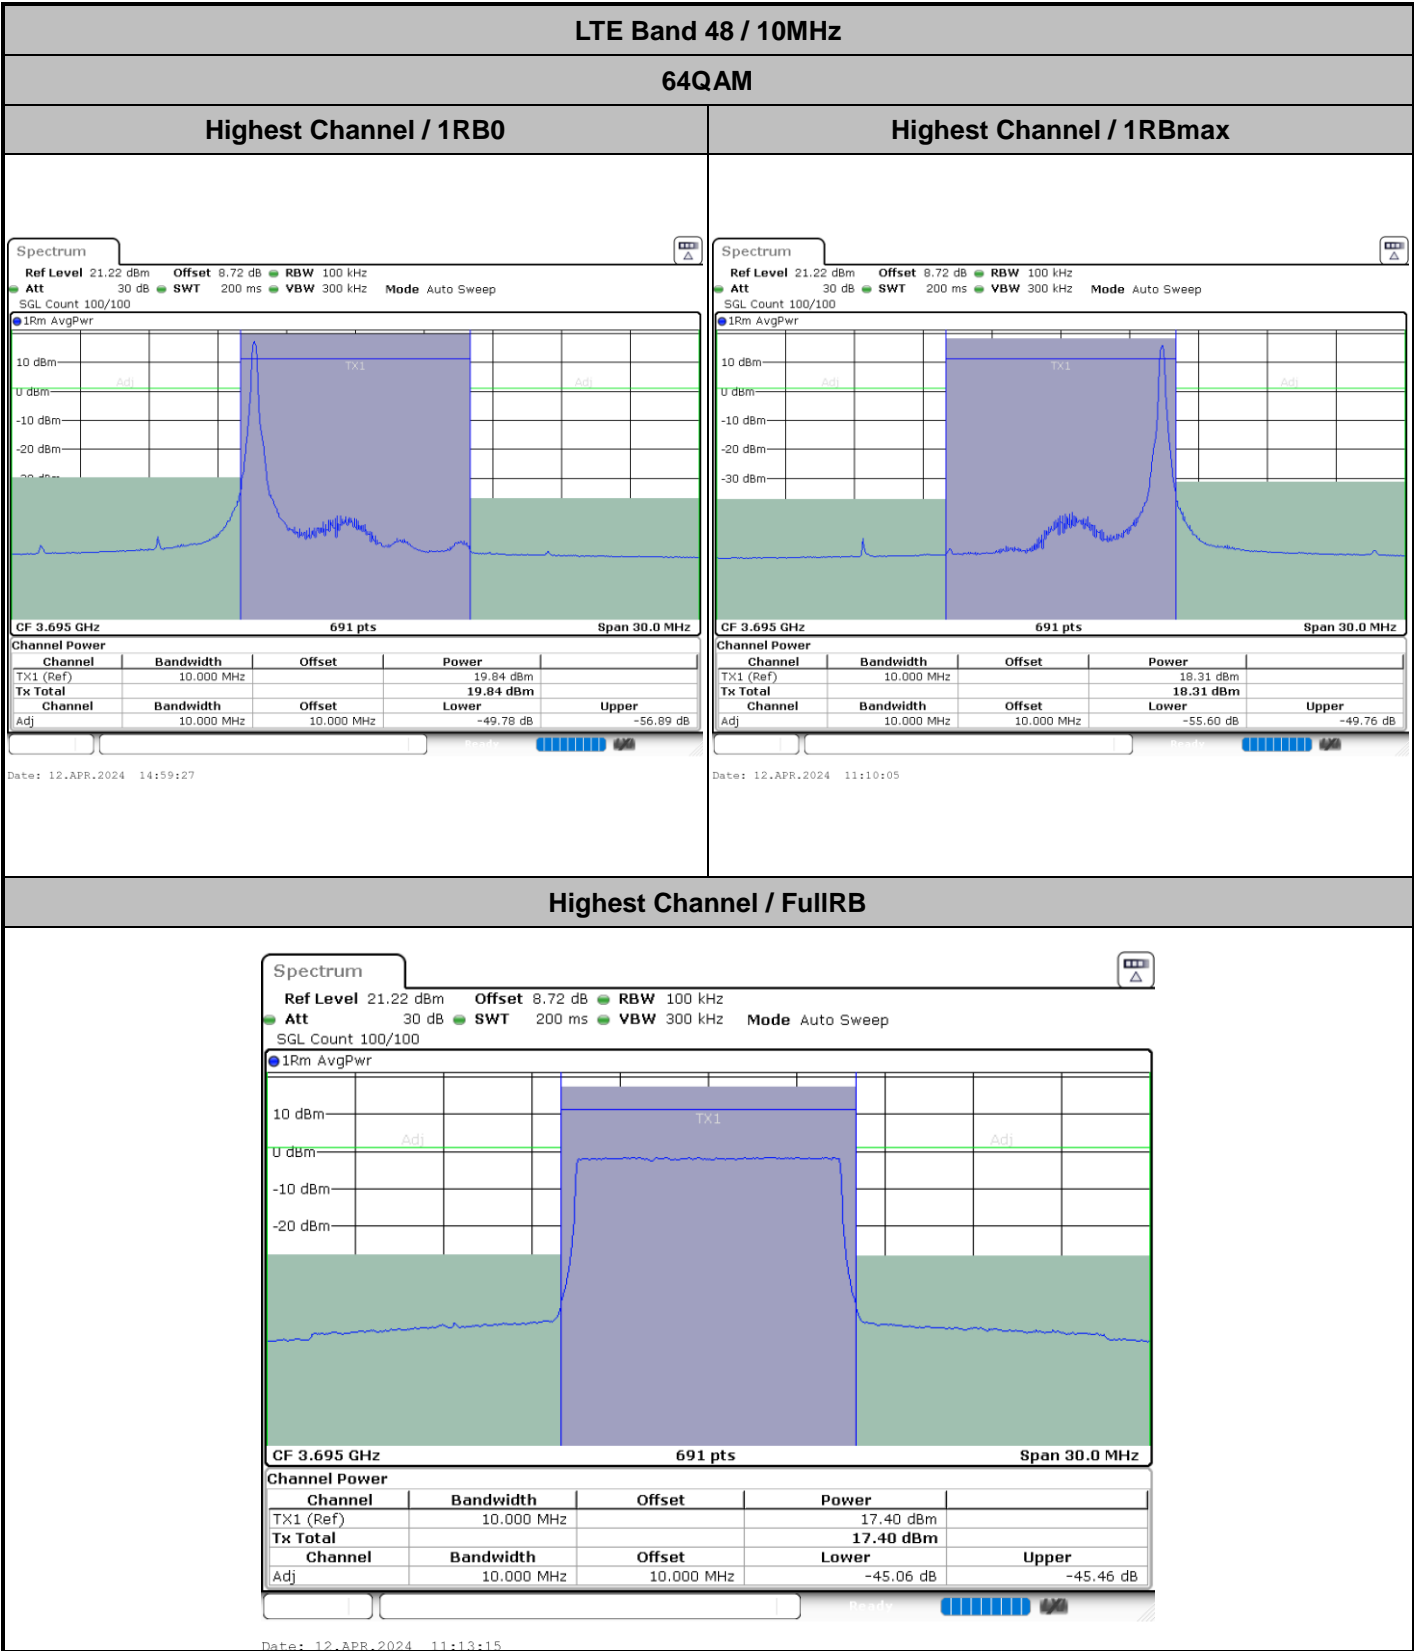 LTE Band 48 / 10MHz
64QAM
Highest Channel / 1RB0
Highest Channel / 1RBmax
Spectrum
Ref Level 21.22 dBm Offset 8.72 dB RBW 100 kHz
Att 30 dB SWT 200 ms VBW 300 kHz Mode Auto Sweep
SGL Count 100/100
1Rm AvgPwr
10 dBm
TX1
Adj
Adj
0 dBm
-10 dBm
-20 dBm
CF 3.695 GHz 691 pts Span 30.0 MHz
Channel Power
Channel Bandwidth Offset Power
TX1 (Ref) 10.000 MHz 19.84 dBm
Tx Total 19.84 dBm
Channel Bandwidth Offset Lower Upper
Adj 10.000 MHz 10.000 MHz -49.78 dB -56.89 dB
Ready
Date: 12.APR.2024 14:59:27
Spectrum
Ref Level 21.22 dBm Offset 8.72 dB RBW 100 kHz
Att 30 dB SWT 200 ms VBW 300 kHz Mode Auto Sweep
SGL Count 100/100
1Rm AvgPwr
10 dBm
TX1
Adj
Adj
0 dBm
-10 dBm
-20 dBm
-30 dBm
CF 3.695 GHz 691 pts Span 30.0 MHz
Channel Power
Channel Bandwidth Offset Power
TX1 (Ref) 10.000 MHz 18.31 dBm
Tx Total 18.31 dBm
Channel Bandwidth Offset Lower Upper
Adj 10.000 MHz 10.000 MHz -55.60 dB -49.76 dB
Ready
Date: 12.APR.2024 11:10:05
Highest Channel / FullRB
Spectrum
Ref Level 21.22 dBm Offset 8.72 dB RBW 100 kHz
Att 30 dB SWT 200 ms VBW 300 kHz Mode Auto Sweep
SGL Count 100/100
1Rm AvgPwr
10 dBm
TX1
Adj
Adj
0 dBm
-10 dBm
-20 dBm
CF 3.695 GHz 691 pts Span 30.0 MHz
Channel Power
Channel Bandwidth Offset Power
TX1 (Ref) 10.000 MHz 17.40 dBm
Tx Total 17.40 dBm
Channel Bandwidth Offset Lower Upper
Adj 10.000 MHz 10.000 MHz -45.06 dB -45.46 dB
Ready
Date: 12.APR.2024 11:13:15